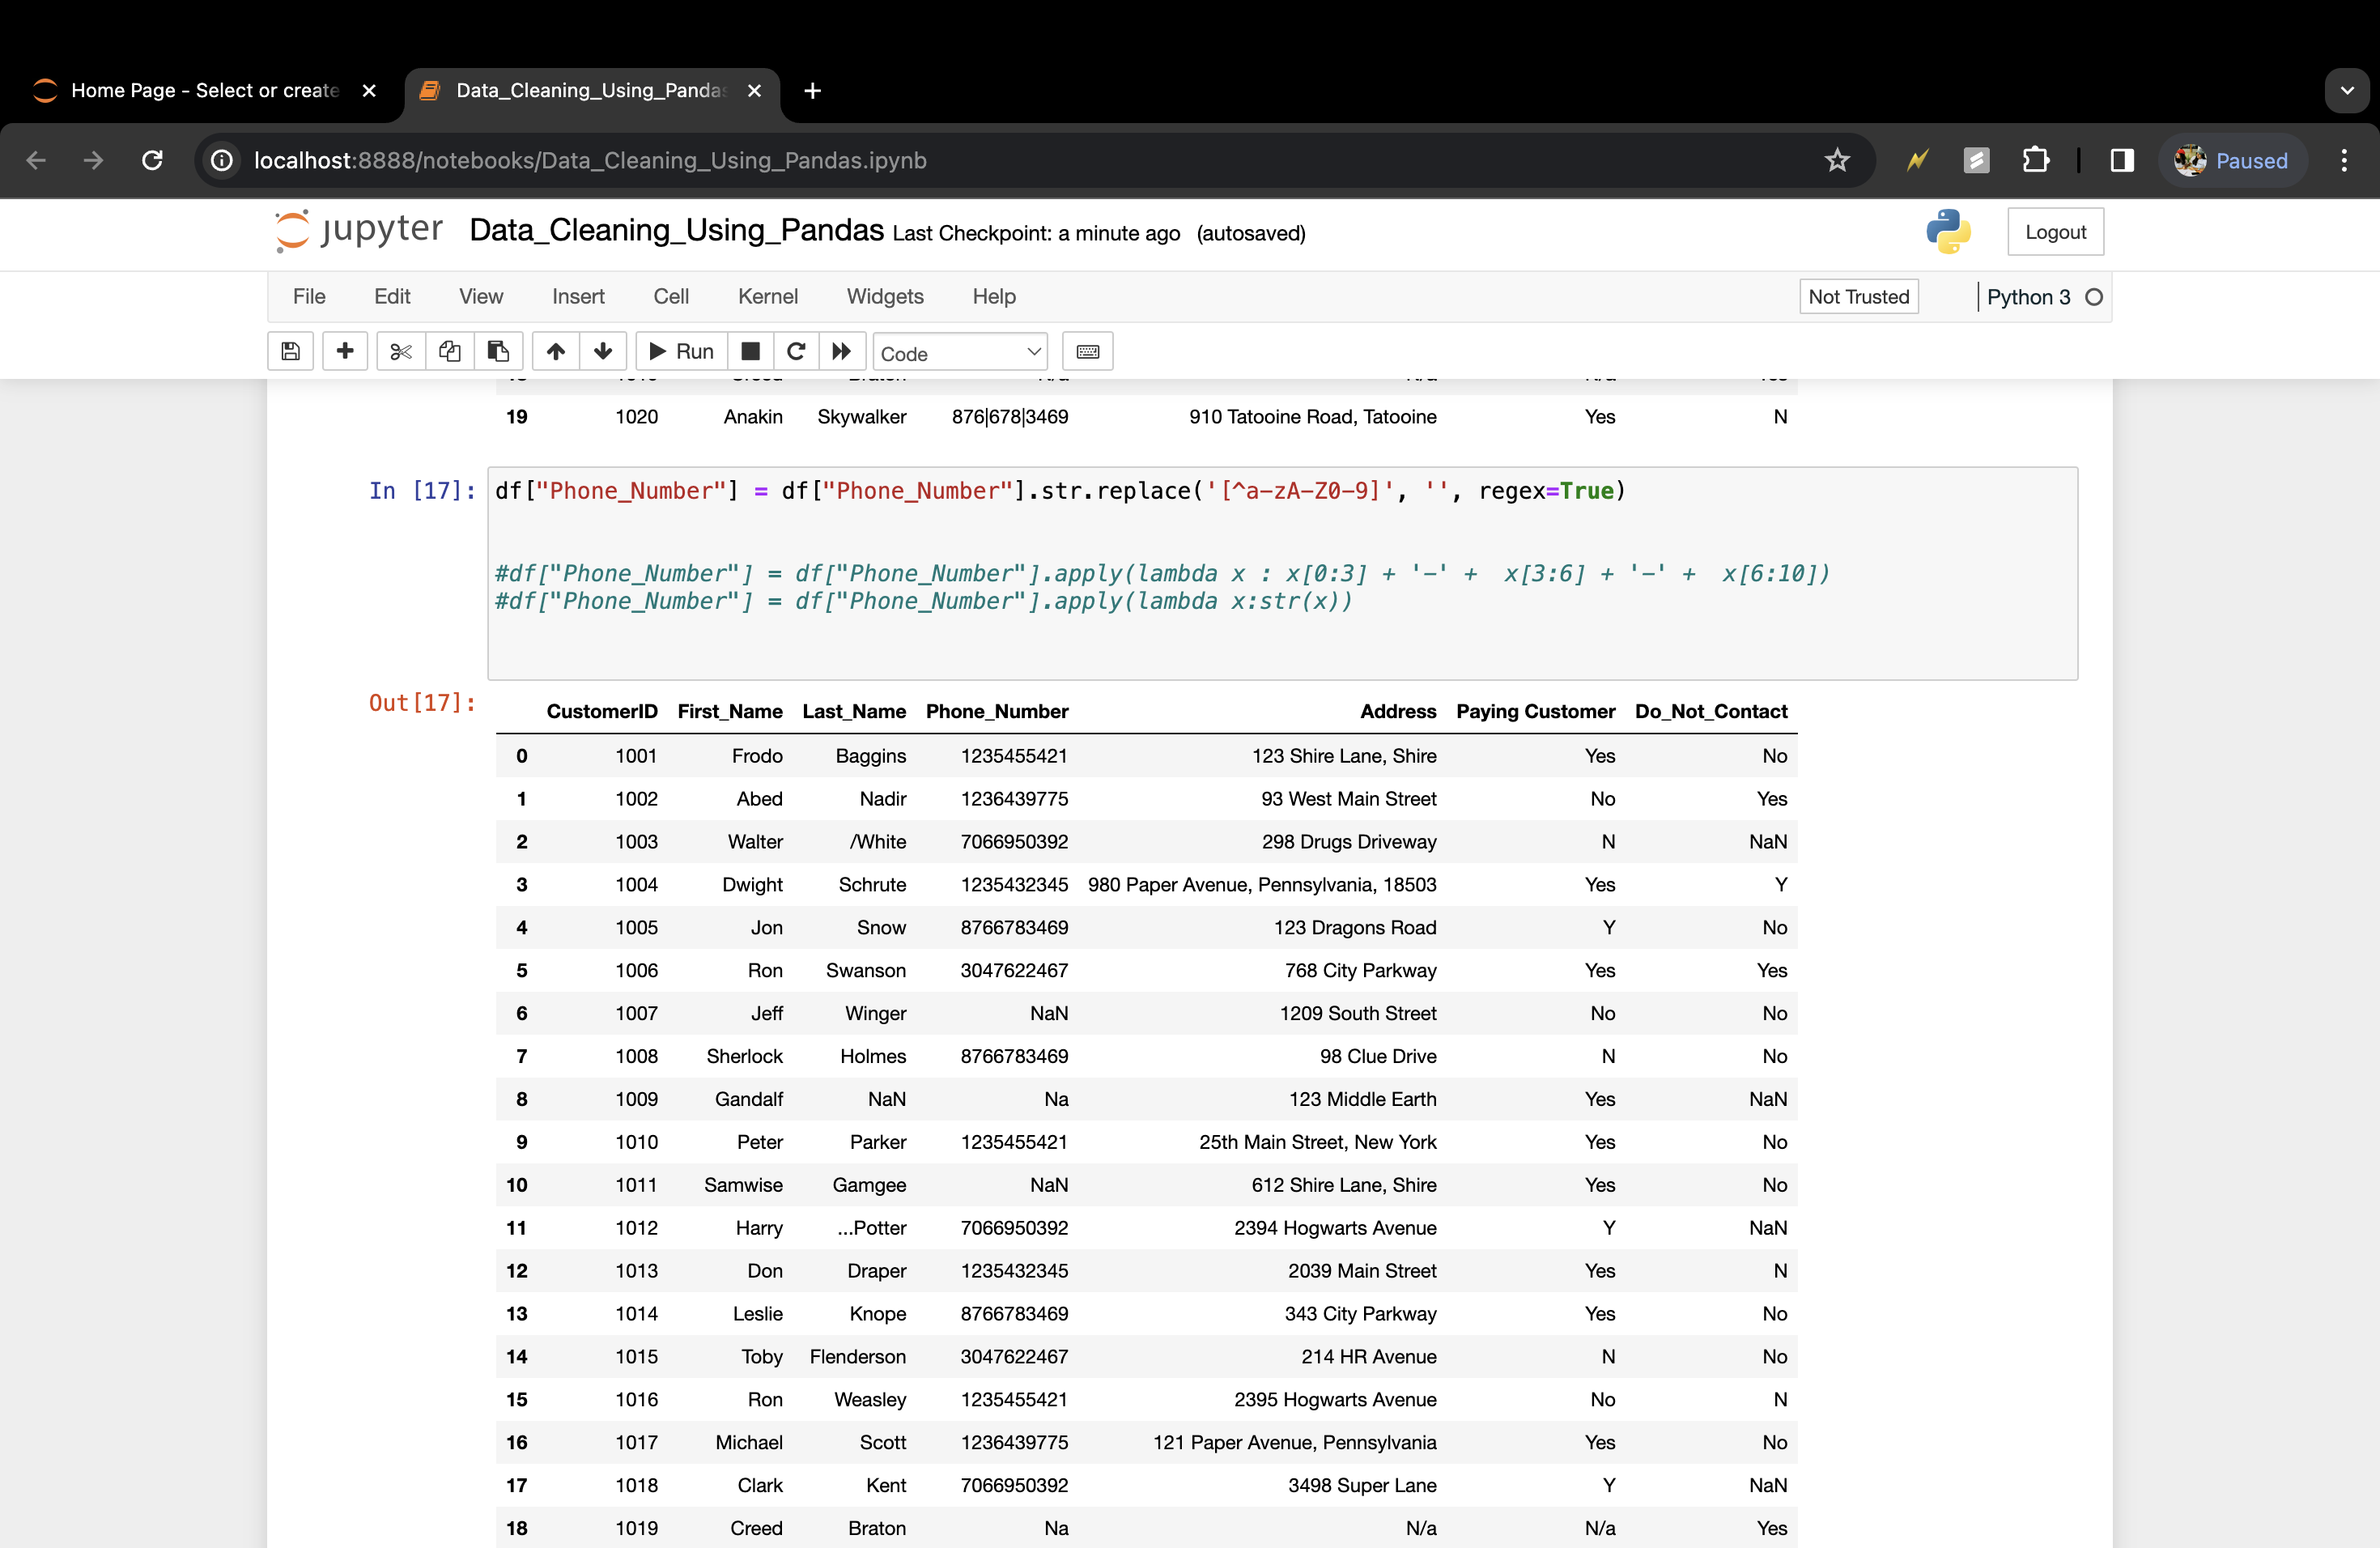 Home Page - Select or create
Data_Cleaning_Using_Pandas
localhost:8888/notebooks/Data_Cleaning_Using_Pandas.ipynb
Paused
jupyter Data_Cleaning_Using_Pandas Last Checkpoint: a minute ago (autosaved)
Logout
File Edit View Insert Cell Kernel Widgets Help
Not Trusted
Python 3
Run
Code
19 1020 Anakin Skywalker 876|678|3469 910 Tatooine Road, Tatooine Yes N
In [17]: df["Phone_Number"] = df["Phone_Number"].str.replace('[^a-zA-Z0-9]', '', regex=True)
#df["Phone_Number"] = df["Phone_Number"].apply(lambda x : x[0:3] + '-' +  x[3:6] + '-' +  x[6:10])
#df["Phone_Number"] = df["Phone_Number"].apply(lambda x:str(x))
Out[17]:
CustomerID First_Name Last_Name Phone_Number Address Paying Customer Do_Not_Contact
0 1001 Frodo Baggins 1235455421 123 Shire Lane, Shire Yes No
1 1002 Abed Nadir 1236439775 93 West Main Street No Yes
2 1003 Walter /White 7066950392 298 Drugs Driveway N NaN
3 1004 Dwight Schrute 1235432345 980 Paper Avenue, Pennsylvania, 18503 Yes Y
4 1005 Jon Snow 8766783469 123 Dragons Road Y No
5 1006 Ron Swanson 3047622467 768 City Parkway Yes Yes
6 1007 Jeff Winger NaN 1209 South Street No No
7 1008 Sherlock Holmes 8766783469 98 Clue Drive N No
8 1009 Gandalf NaN Na 123 Middle Earth Yes NaN
9 1010 Peter Parker 1235455421 25th Main Street, New York Yes No
10 1011 Samwise Gamgee NaN 612 Shire Lane, Shire Yes No
11 1012 Harry ...Potter 7066950392 2394 Hogwarts Avenue Y NaN
12 1013 Don Draper 1235432345 2039 Main Street Yes N
13 1014 Leslie Knope 8766783469 343 City Parkway Yes No
14 1015 Toby Flenderson 3047622467 214 HR Avenue N No
15 1016 Ron Weasley 1235455421 2395 Hogwarts Avenue No N
16 1017 Michael Scott 1236439775 121 Paper Avenue, Pennsylvania Yes No
17 1018 Clark Kent 7066950392 3498 Super Lane Y NaN
18 1019 Creed Braton Na N/a N/a Yes